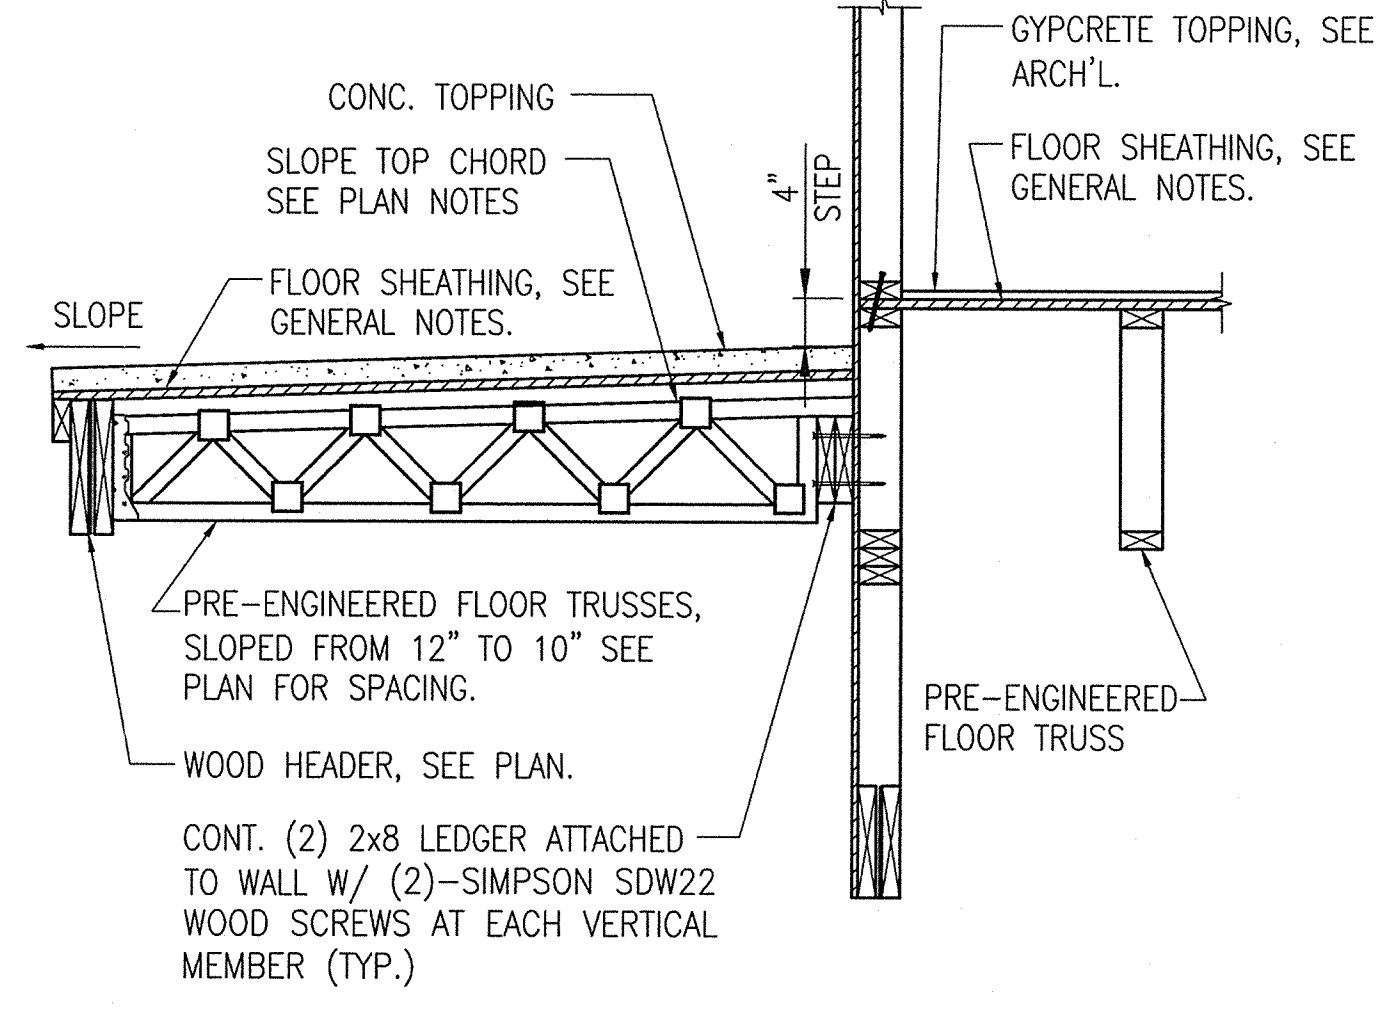 GYPCRETE TOPPING, SEE
ARCH'L.
CONC. TOPPING
SLOPE TOP CHORD
SEE PLAN NOTES
4"
STEP
FLOOR SHEATHING, SEE
GENERAL NOTES.
FLOOR SHEATHING, SEE
GENERAL NOTES.
SLOPE
PRE-ENGINEERED FLOOR TRUSSES,
SLOPED FROM 12" TO 10" SEE
PLAN FOR SPACING.
PRE-ENGINEERED
FLOOR TRUSS
WOOD HEADER, SEE PLAN.
CONT. (2) 2x8 LEDGER ATTACHED
TO WALL W/ (2)-SIMPSON SDW22
WOOD SCREWS AT EACH VERTICAL
MEMBER (TYP.)